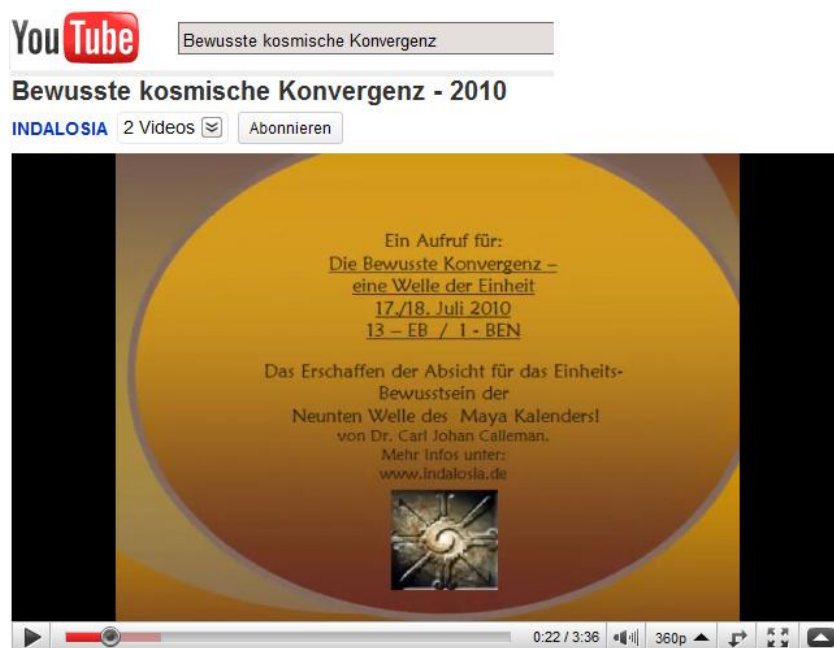 YouTube
Bewusste kosmische Konvergenz
Bewusste kosmische Konvergenz - 2010
INDALOSIA 2 Videos Abonnieren
Ein Aufruf für:
Die Bewusste Konvergenz –
eine Welle der Einheit
17./18. Juli 2010
13 – EB / 1 - BEN
Das Erschaffen der Absicht für das Einheits-
Bewusstsein der
Neunten Welle des Maya Kalenders!
von Dr. Carl Johan Calleman.
Mehr Infos unter:
www.indalosia.de
0:22 / 3:36 360p